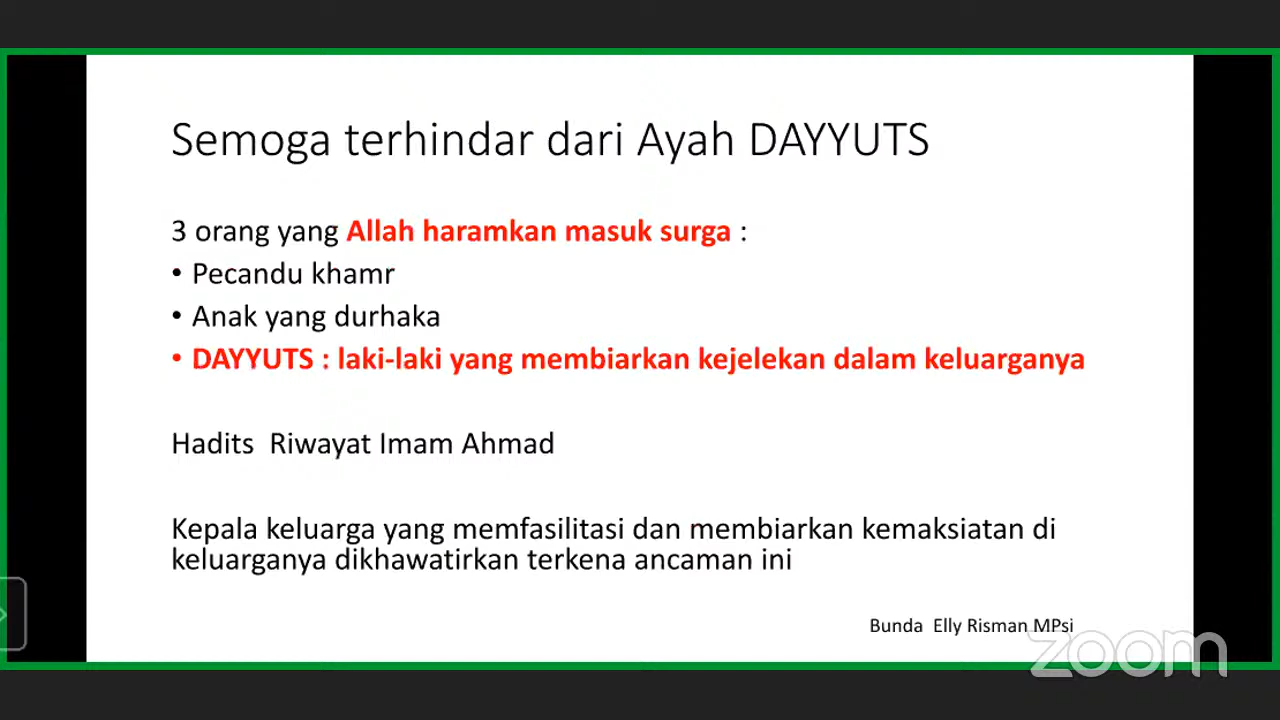 Semoga terhindar dari Ayah DAYYUTS
3 orang yang Allah haramkan masuk surga :
• Pecandu khamr
• Anak yang durhaka
• DAYYUTS : laki-laki yang membiarkan kejelekan dalam keluarganya
Hadits  Riwayat Imam Ahmad
Kepala keluarga yang memfasilitasi dan membiarkan kemaksiatan di
keluarganya dikhawatirkan terkena ancaman ini
Bunda  Elly Risman MPsi
zoom